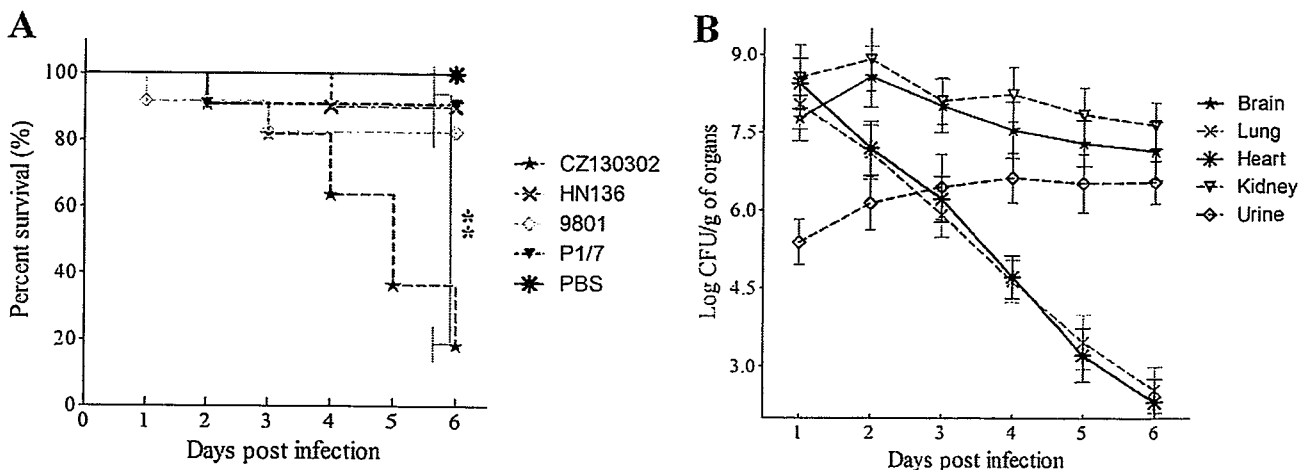 A
Percent survival (%)
100
80
60
40
20
0
0 1 2 3 4 5 6
Days post infection
**
CZ130302
HN136
9801
P1/7
PBS
B
Log CFU/g of organs
9.0
7.5
6.0
4.5
3.0
1 2 3 4 5 6
Days post infection
Brain
Lung
Heart
Kidney
Urine